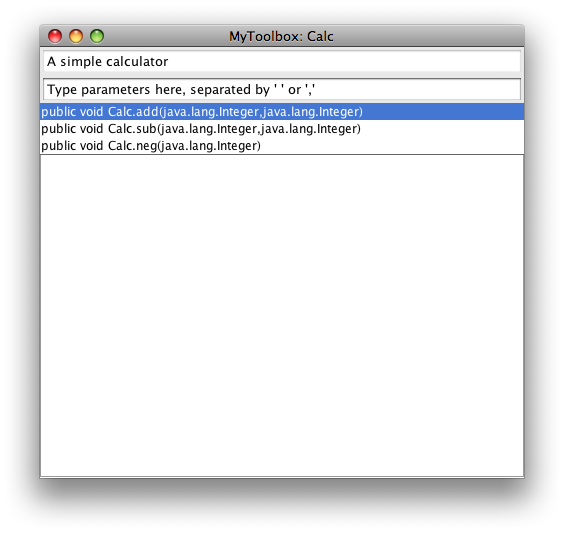 MyToolbox: Calc
A simple calculator
Type parameters here, separated by ' ' or ','
public void Calc.add(java.lang.Integer,java.lang.Integer)
public void Calc.sub(java.lang.Integer,java.lang.Integer)
public void Calc.neg(java.lang.Integer)